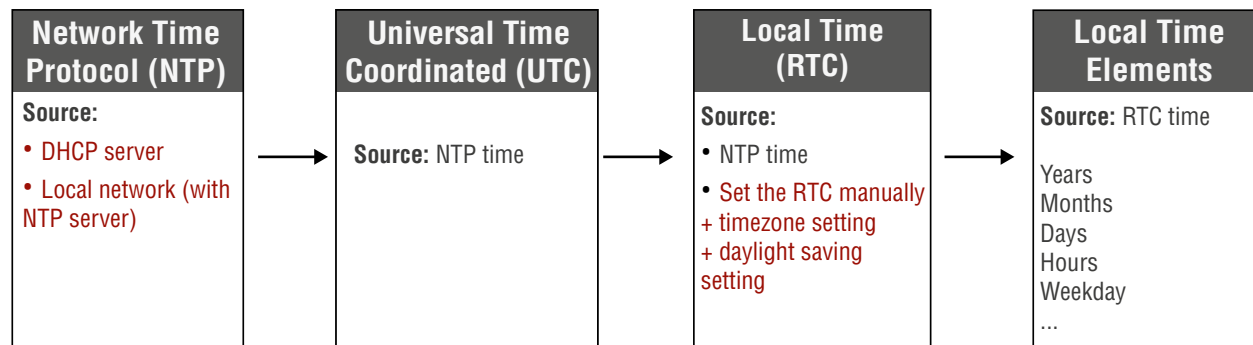 Network Time
Protocol (NTP)
Source:
• DHCP server
• Local network (with
NTP server)
Universal Time
Coordinated (UTC)
Source: NTP time
Local Time
(RTC)
Source:
• NTP time
• Set the RTC manually
+ timezone setting
+ daylight saving
setting
Local Time
Elements
Source: RTC time
Years
Months
Days
Hours
Weekday
...